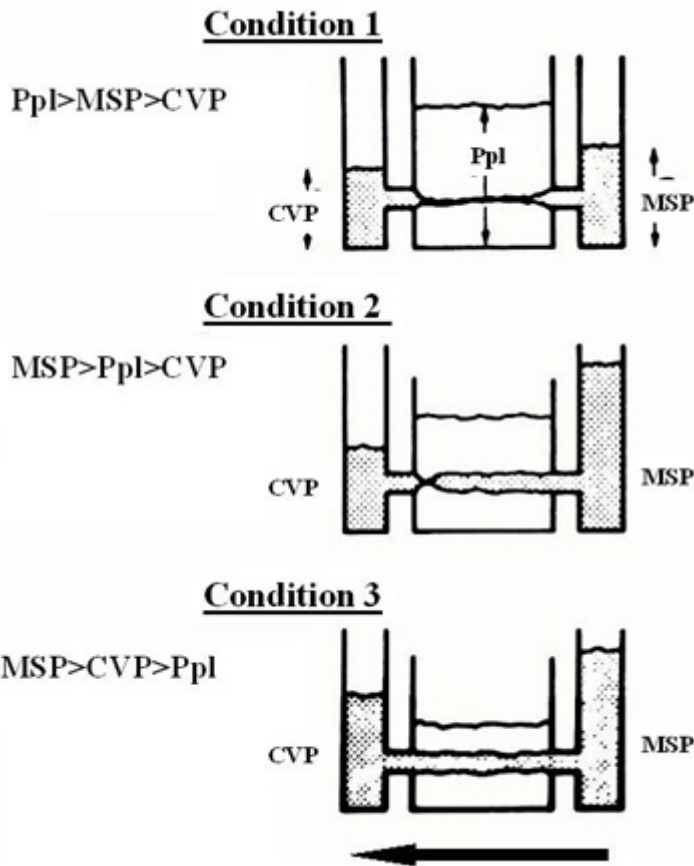 Condition 1
Ppl>MSP>CVP
Ppl
CVP
MSP
Condition 2
MSP>Ppl>CVP
CVP
MSP
Condition 3
MSP>CVP>Ppl
CVP
MSP